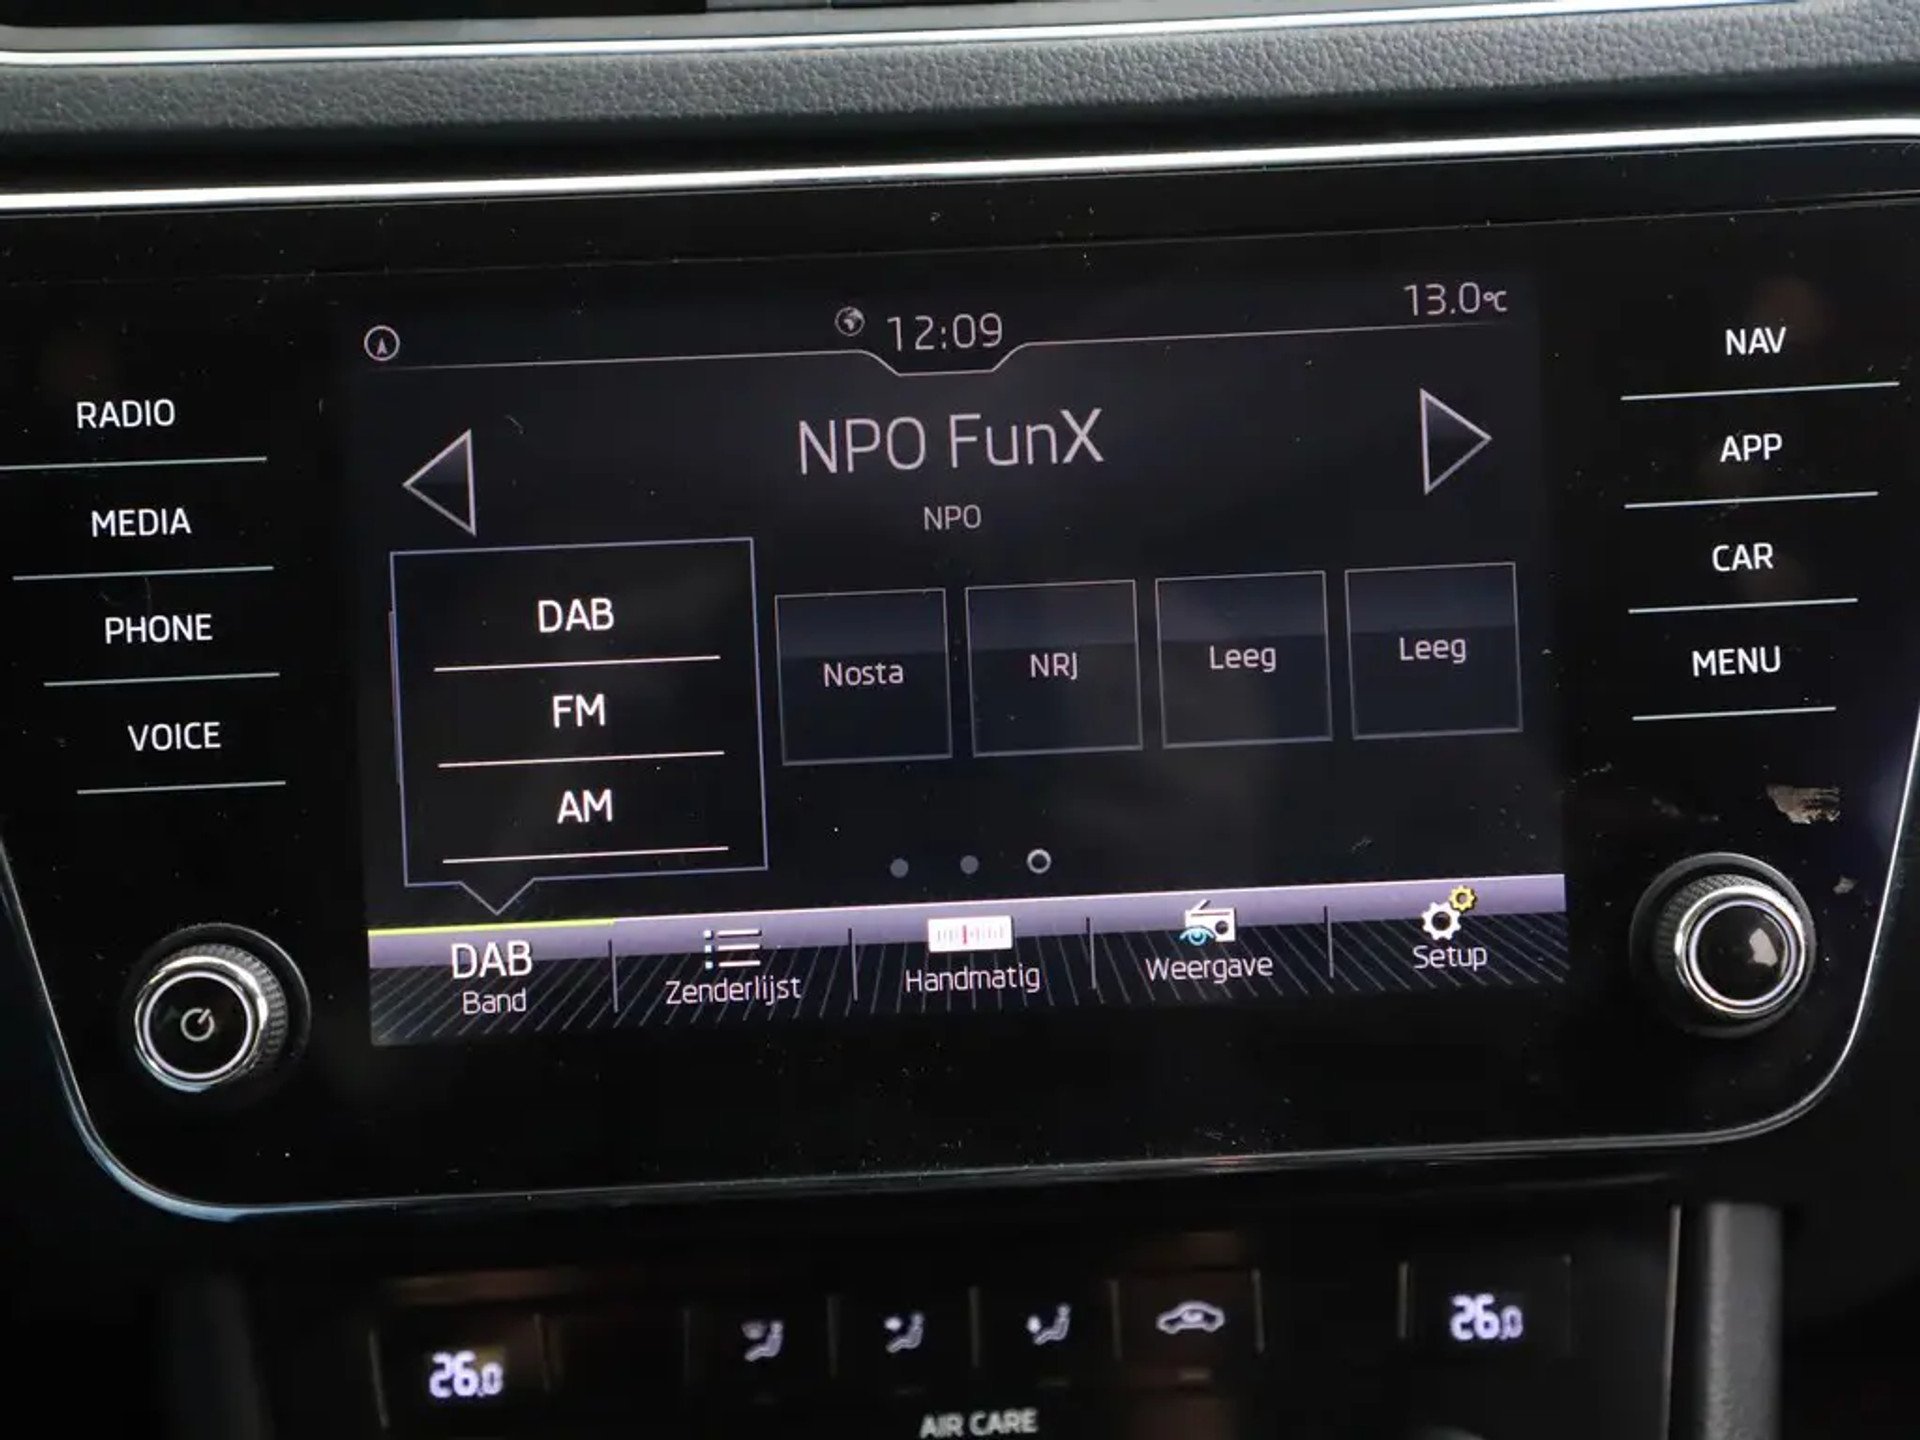 12:09
13.0°C
NPO FunX
NPO
RADIO
MEDIA
PHONE
VOICE
NAV
APP
CAR
MENU
DAB
FM
AM
Nosta
NRJ
Leeg
Leeg
DAB
Band
Zenderlijst
Handmatig
Weergave
Setup
26.0
26.0
AIR CARE